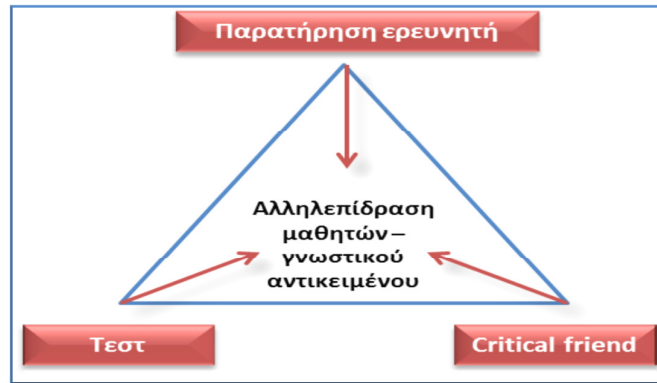 Παρατήρηση ερευνητή
Αλληλεπίδραση
μαθητών –
γνωστικού
αντικειμένου
Τεστ
Critical friend